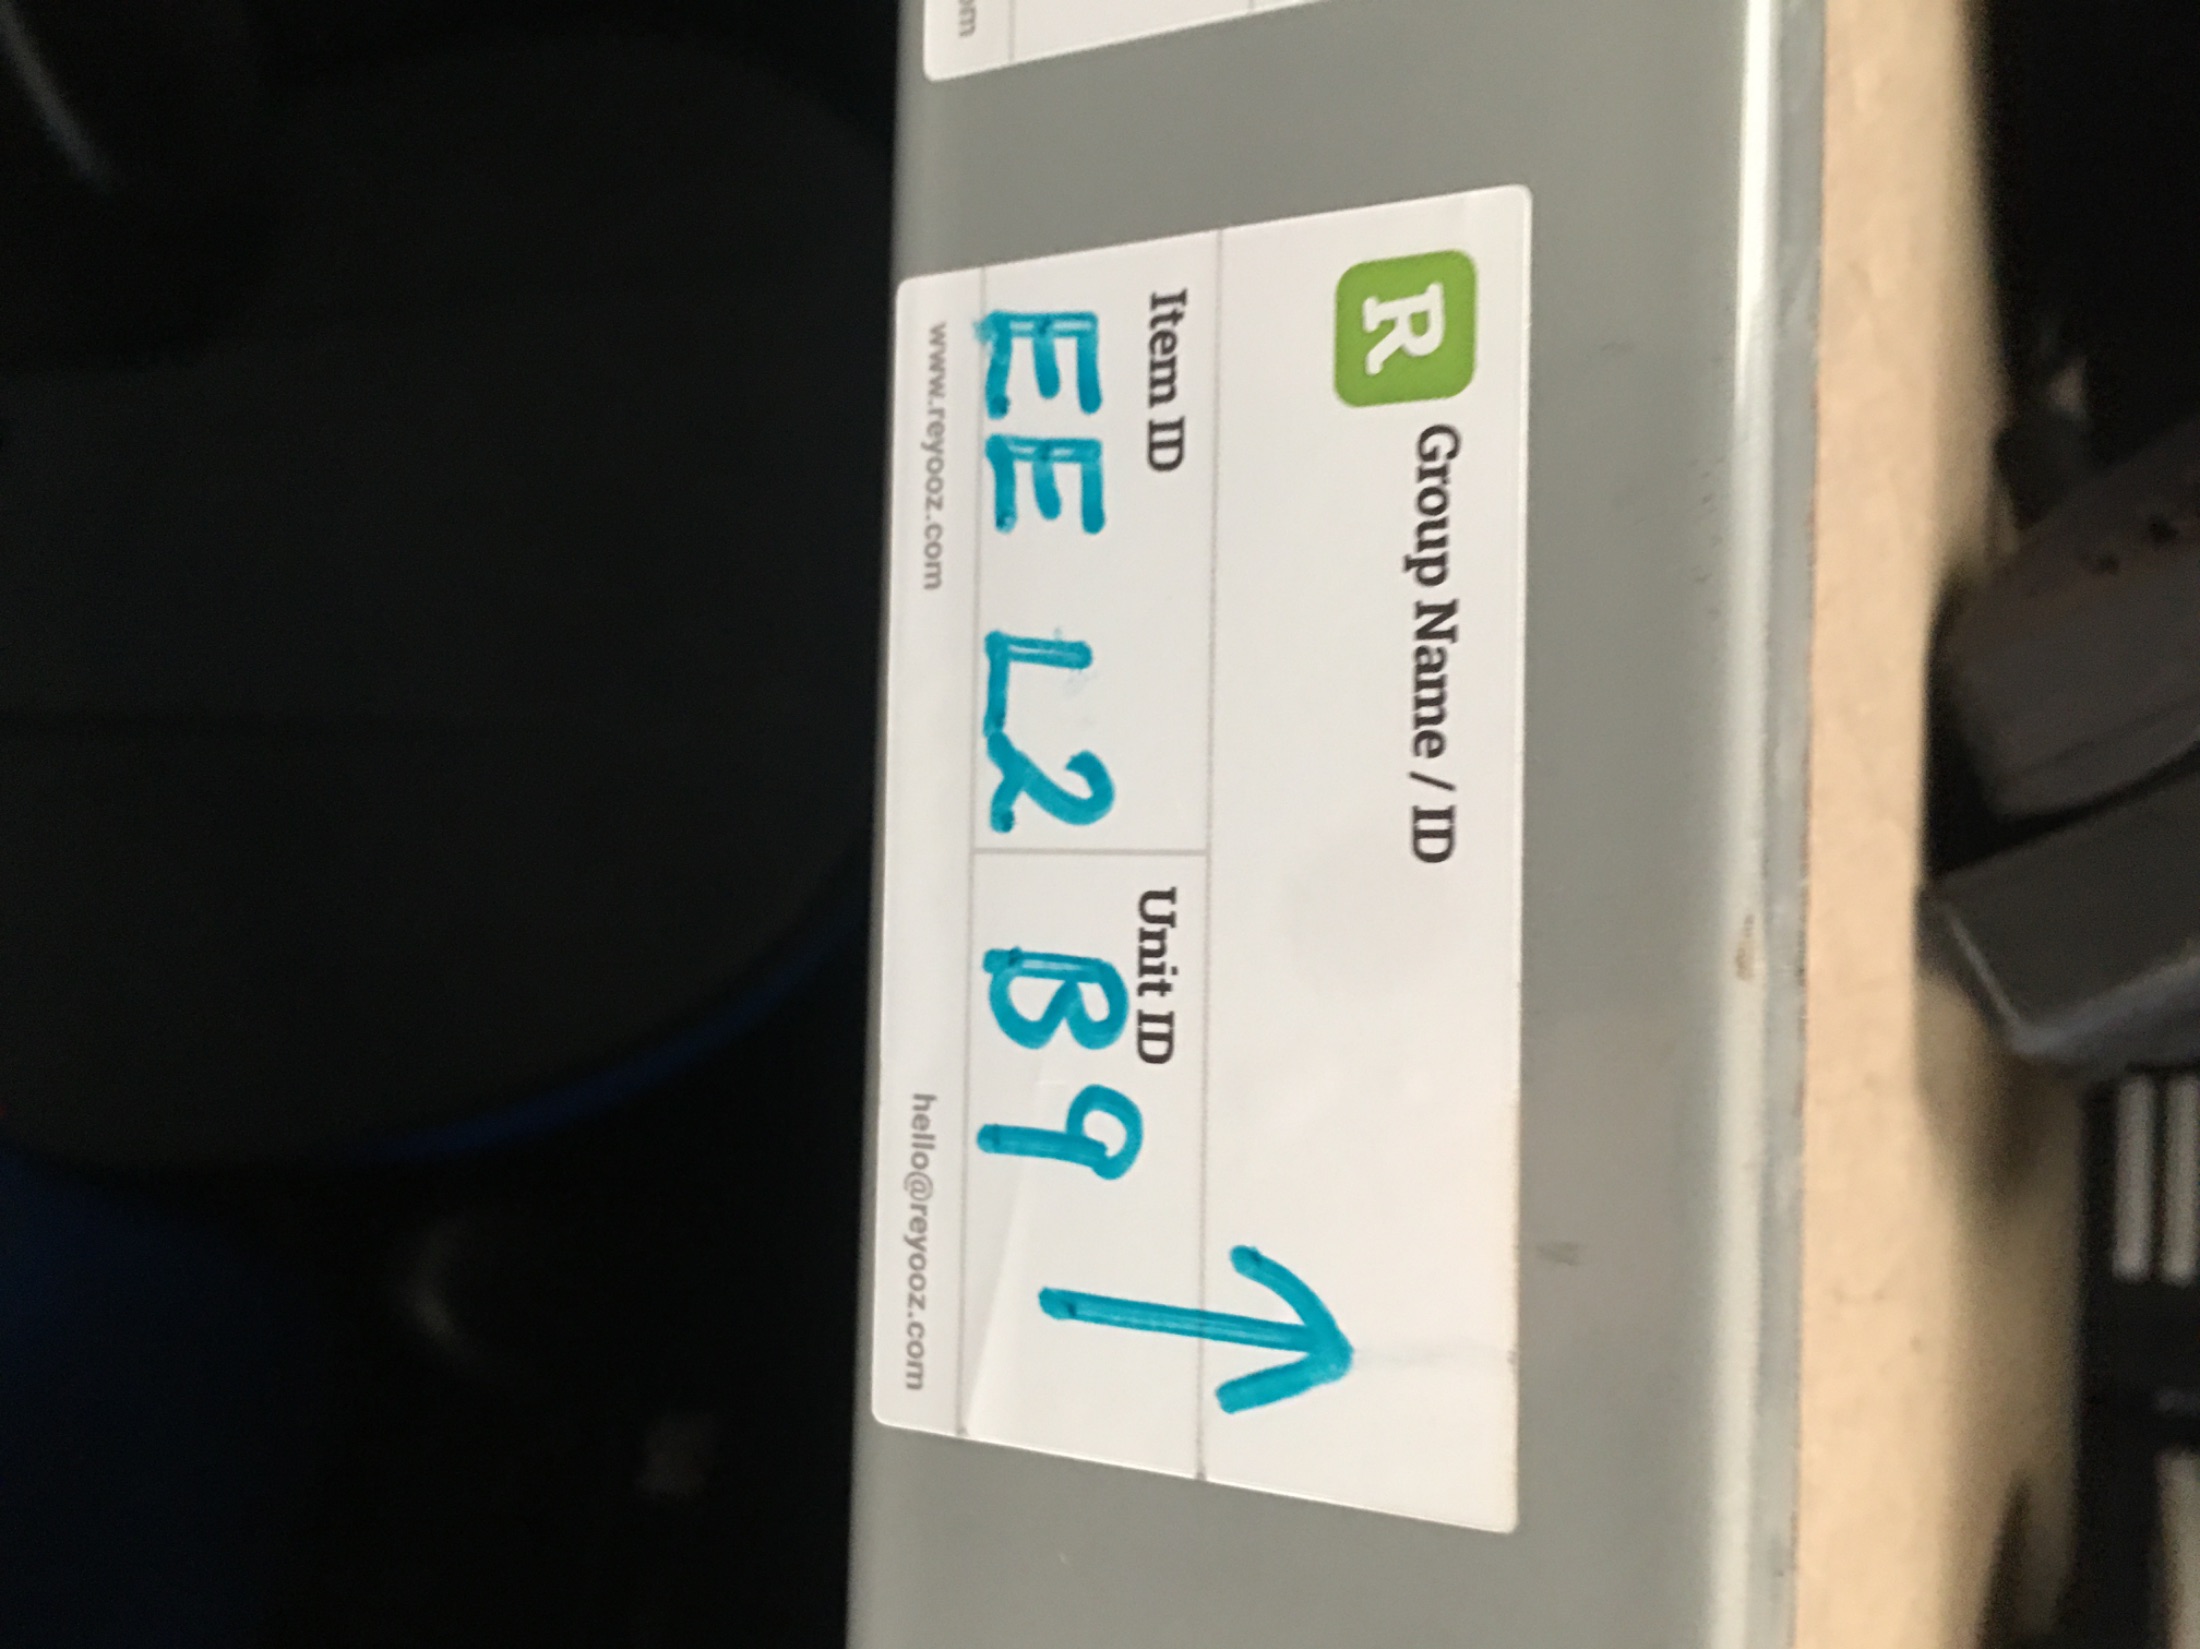 R Group Name / ID
Item ID Unit ID
EE L2 B9
www.reyooz.com hello@reyooz.com